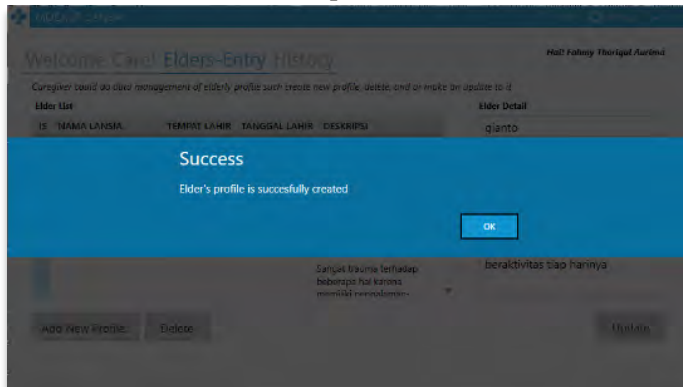 Welcome Care! Elders-Entry History
Hai! Fahmy Thoriqul Aurima
Caregiver could do data management of elderly profile such create new profile, delete, and or make an update to it
Elder List
Elder Detail
IS NAMA LANSIA TEMPAT LAHIR TANGGAL LAHIR DESKRIPSI
gianto
Success
Elder's profile is succesfully created
OK
Sangat trauma terhadap
beberapa hal karena
memiliki
beraktivitas tiap harinya
Add New Profile
Delete
Update